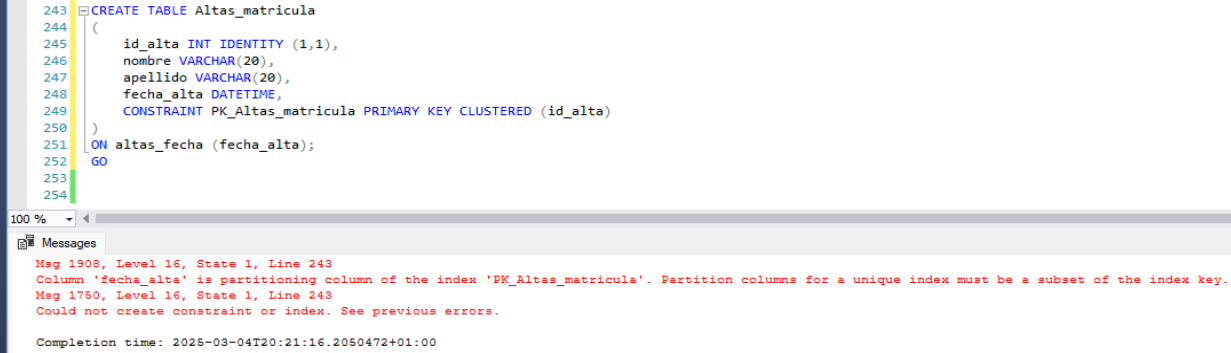 243 CREATE TABLE Altas_matricula
244 (
245 id_alta INT IDENTITY (1,1),
246 nombre VARCHAR(20),
247 apellido VARCHAR(20),
248 fecha_alta DATETIME,
249 CONSTRAINT PK_Altas_matricula PRIMARY KEY CLUSTERED (id_alta)
250 )
251 ON altas_fecha (fecha_alta);
252 GO
253
254
100 %
Messages
Msg 1908, Level 16, State 1, Line 243
Column 'fecha_alta' is partitioning column of the index 'PK_Altas_matricula'. Partition columns for a unique index must be a subset of the index key.
Msg 1750, Level 16, State 1, Line 243
Could not create constraint or index. See previous errors.
Completion time: 2025-03-04T20:21:16.2050472+01:00